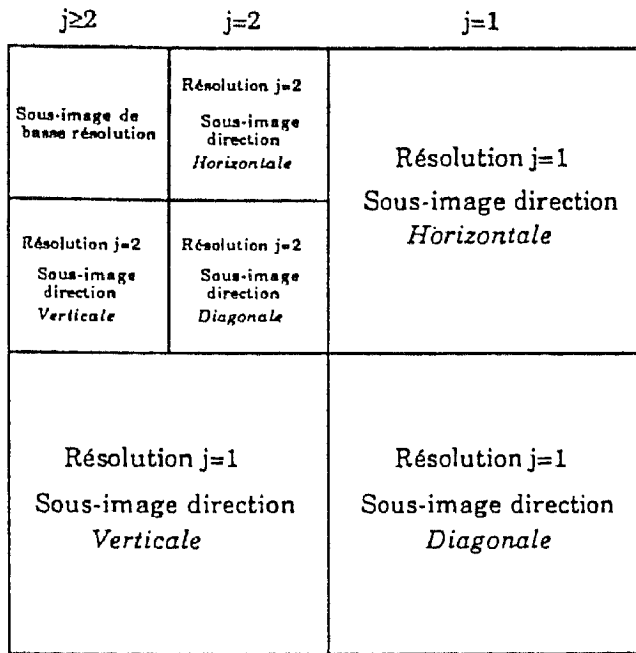 j≥2 j=2 j=1
Sous-image de
basse résolution
Résolution j=2
Sous-image
direction
Horizontale
Résolution j=1
Sous-image direction
Horizontale
Résolution j=2
Sous-image
direction
Verticale
Résolution j=2
Sous-image
direction
Diagonale
Résolution j=1
Sous-image direction
Verticale
Résolution j=1
Sous-image direction
Diagonale